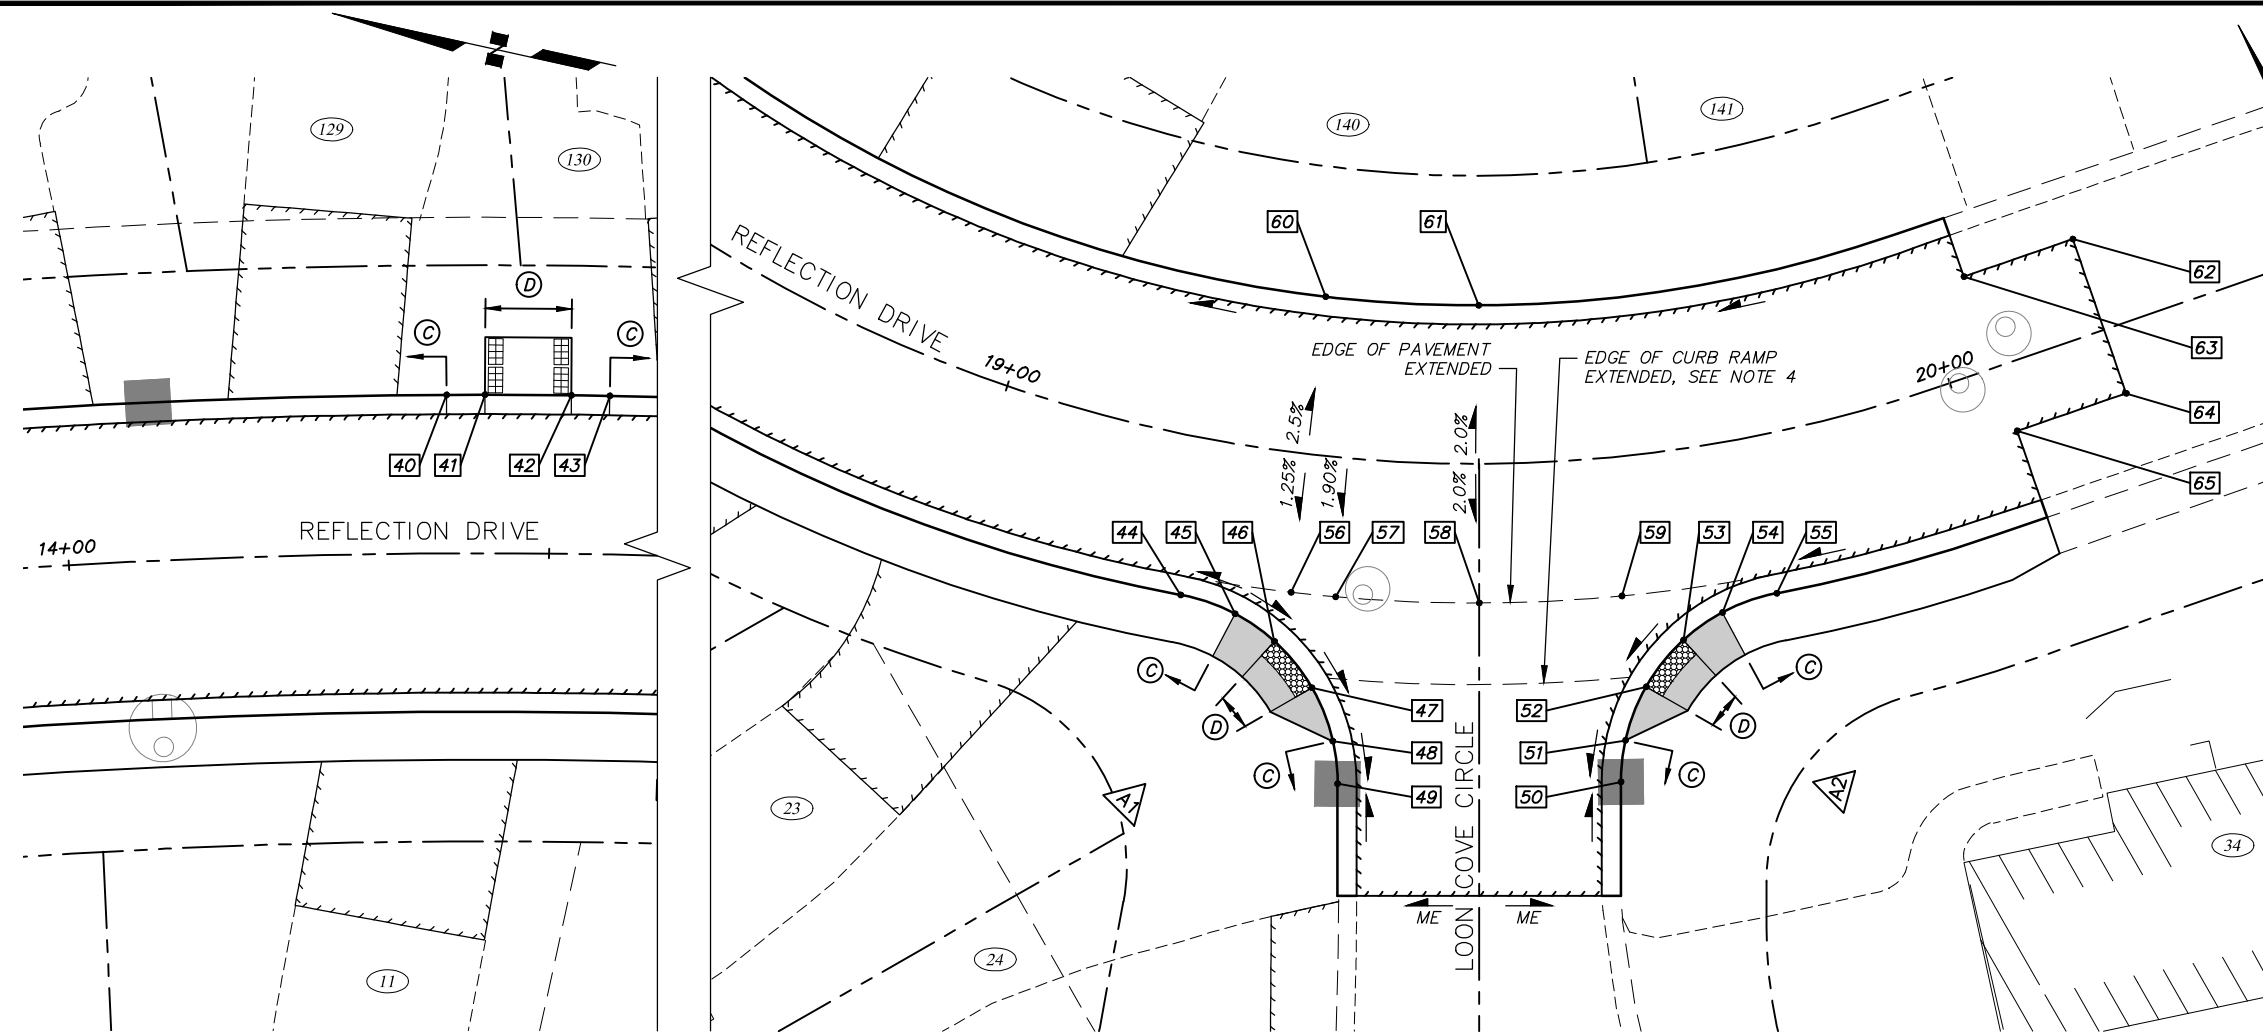 N
129
130
140
141
60
61
62
63
64
65
D
C
C
REFLECTION DRIVE
19+00
20+00
EDGE OF PAVEMENT
EXTENDED
EDGE OF CURB RAMP
EXTENDED, SEE NOTE 4
2.5%
2.0%
1.25%
1.90%
2.0%
40
41
42
43
REFLECTION DRIVE
14+00
44
45
46
56
57
58
59
53
54
55
C
C
D
D
47
52
48
51
C
C
49
50
A1
A2
23
34
LOON COVE CIRCLE
ME
ME
24
11